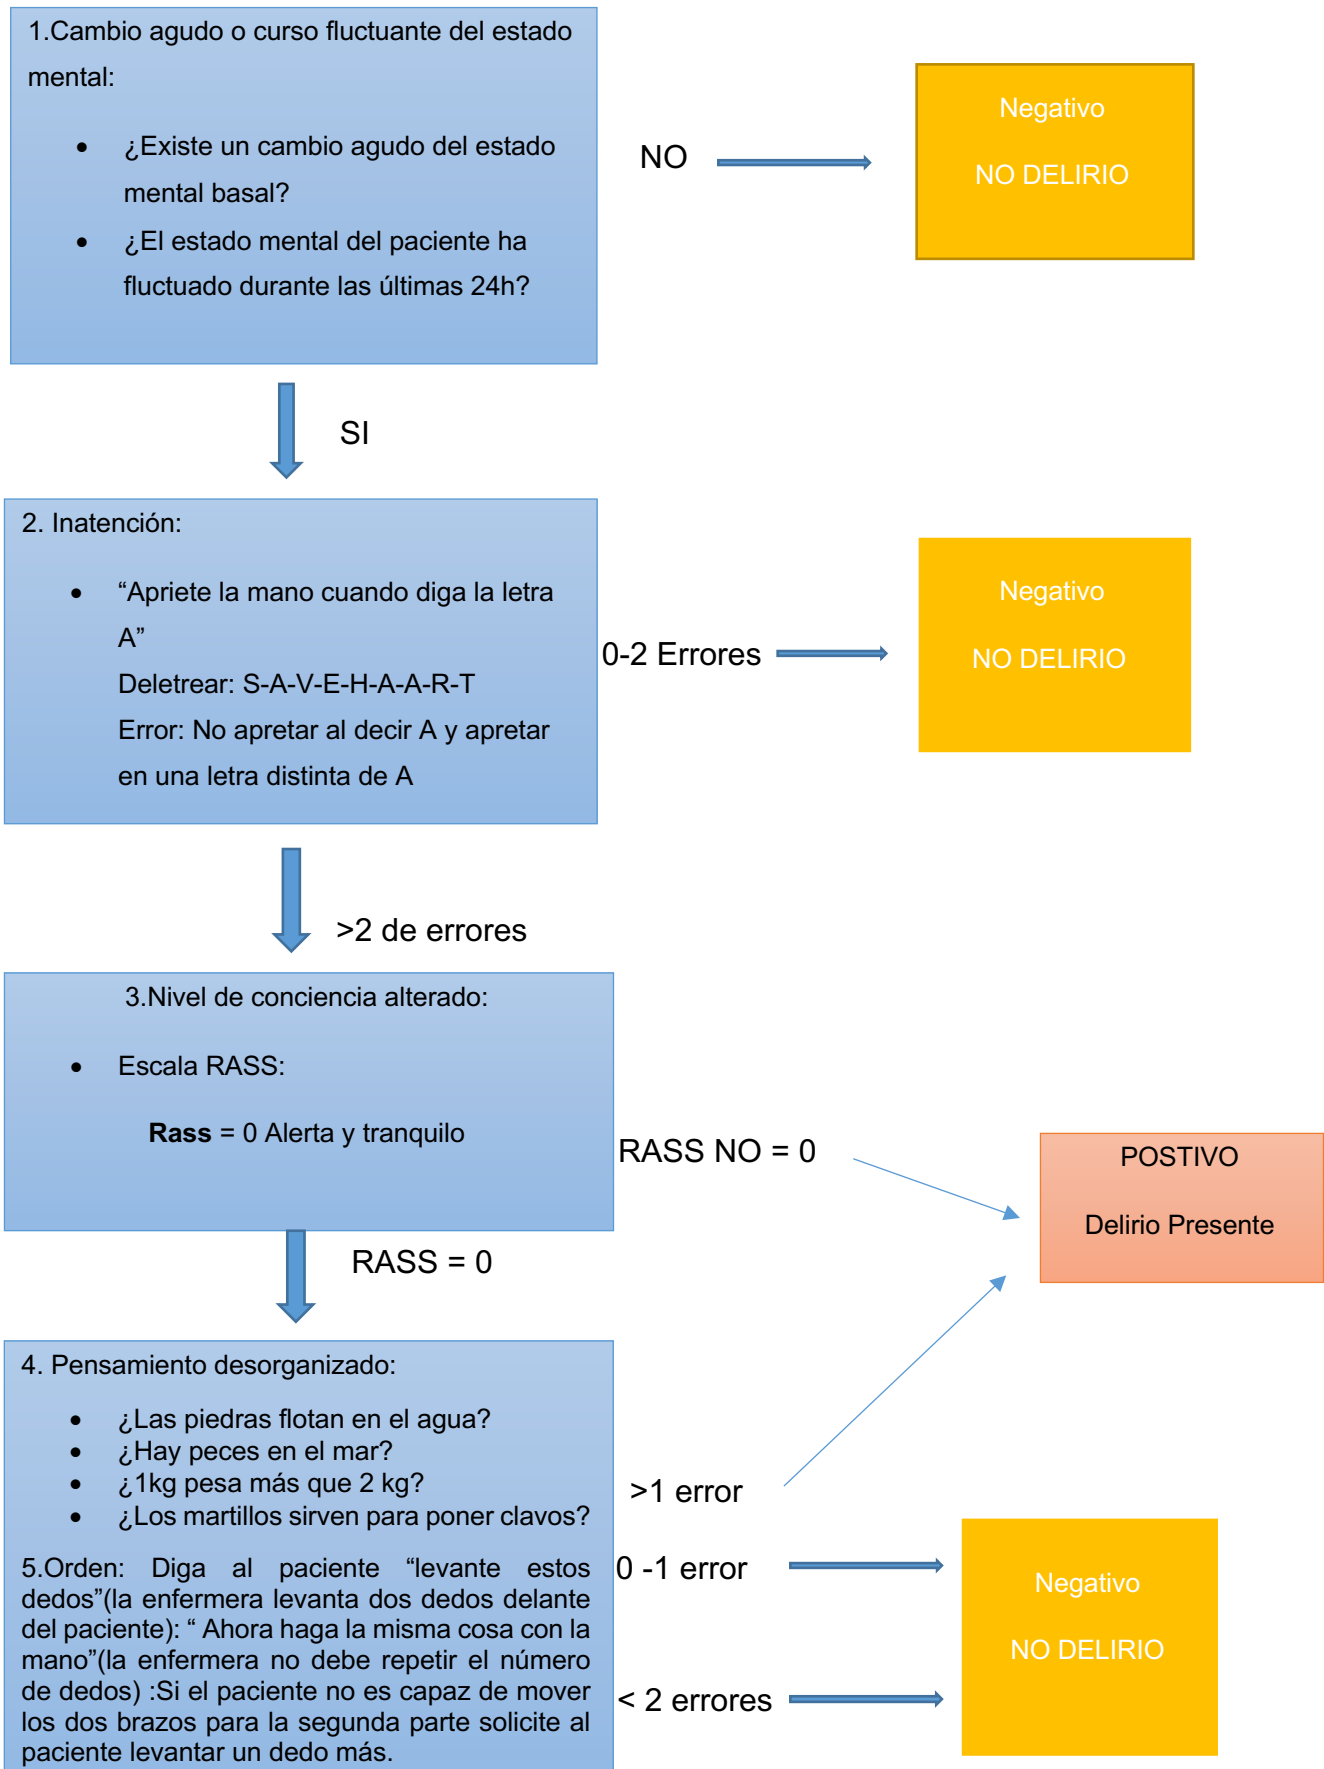 1.Cambio agudo o curso fluctuante del estado
mental:
• ¿Existe un cambio agudo del estado
mental basal?
• ¿El estado mental del paciente ha
fluctuado durante las últimas 24h?
NO
Negativo
NO DELIRIO
SI
2. Inatención:
• “Apriete la mano cuando diga la letra
A”
Deletrear: S-A-V-E-H-A-A-R-T
Error: No apretar al decir A y apretar
en una letra distinta de A
0-2 Errores
Negativo
NO DELIRIO
>2 de errores
3.Nivel de conciencia alterado:
• Escala RASS:
Rass = 0 Alerta y tranquilo
RASS NO = 0
POSTIVO
Delirio Presente
RASS = 0
4. Pensamiento desorganizado:
• ¿Las piedras flotan en el agua?
• ¿Hay peces en el mar?
• ¿1kg pesa más que 2 kg?
• ¿Los martillos sirven para poner clavos?
>1 error
5.Orden: Diga al paciente “levante estos
dedos”(la enfermera levanta dos dedos delante
del paciente): “ Ahora haga la misma cosa con la
mano”(la enfermera no debe repetir el número
de dedos) :Si el paciente no es capaz de mover
los dos brazos para la segunda parte solicite al
paciente levantar un dedo más.
0 -1 error
< 2 errores
Negativo
NO DELIRIO